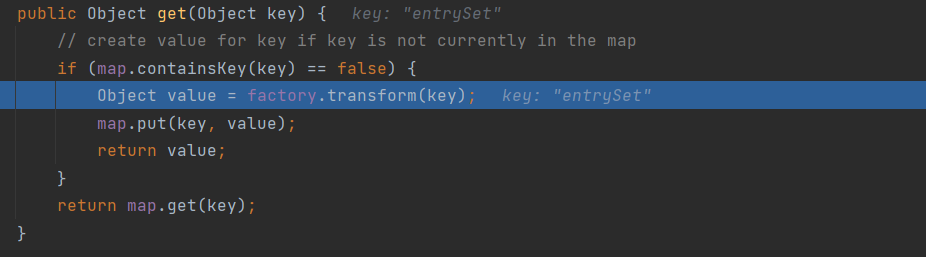 public Object get(Object key) {   key: "entrySet"
    // create value for key if key is not currently in the map
    if (map.containsKey(key) == false) {
        Object value = factory.transform(key);   key: "entrySet"
        map.put(key, value);
        return value;
    }
    return map.get(key);
}